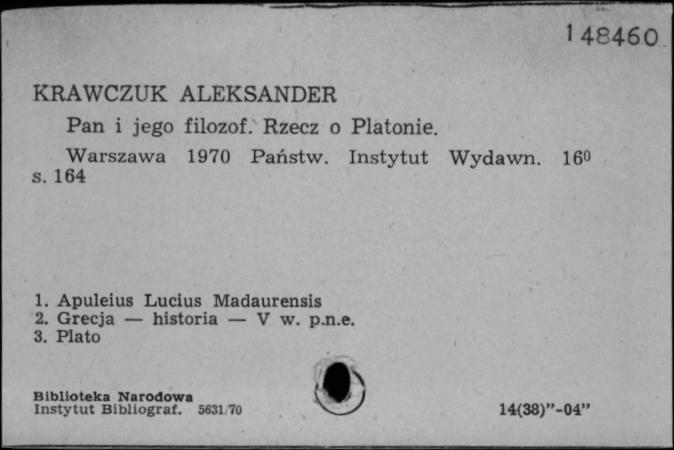 148460
KRAWCZUK ALEKSANDER
Pan i jego filozof. Rzecz o Platonie.
Warszawa 1970 Państw. Instytut Wydawn. 16⁰
s. 164
1. Apuleius Lucius Madaurensis
2. Grecja — historia — V w. p.n.e.
3. Plato
Biblioteka Narodowa
Instytut Bibliograf. 5631/70
14(38)”-04”